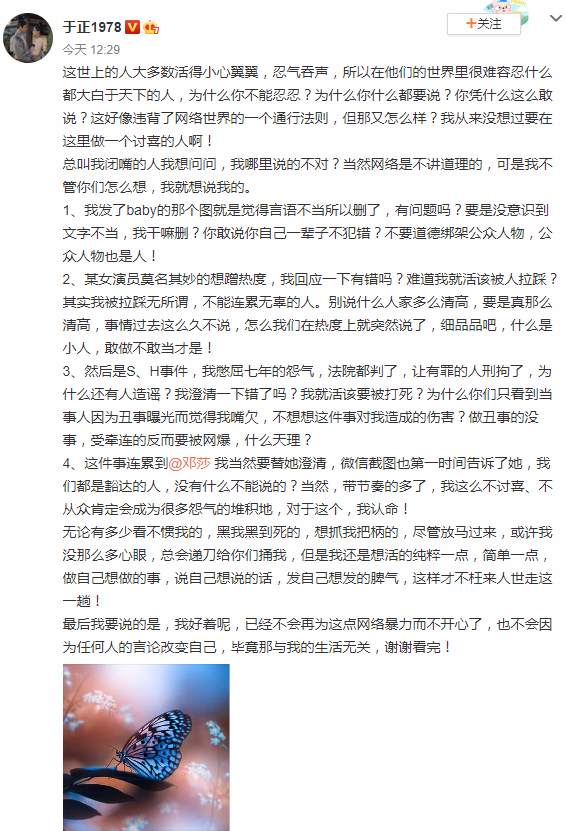 于正1978
+关注
今天 12:29
这世上的人大多数活得小心翼翼，忍气吞声，所以在他们的世界里很难容忍什么
都大白于天下的人，为什么你不能忍忍？为什么你什么都要说？你凭什么这么敢
说？这好像违背了网络世界的一个通行法则，但那又怎么样？我从来没想过要在
这里做一个讨喜的人啊！
总叫我闭嘴的人我想问问，我哪里说的不对？当然网络是不讲道理的，可是我不
管你们怎么想，我就想说我的。
1、我发了baby的那个图就是觉得言语不当所以删了，有问题吗？要是没意识到
文字不当，我干嘛删？你敢说你自己一辈子不犯错？不要道德绑架公众人物，公
众人物也是人！
2、某女演员莫名其妙的想蹭热度，我回应一下有错吗？难道我就活该被人拉踩？
其实我被拉踩无所谓，不能连累无辜的人。别说什么人家多么清高，要是真那么
清高，事情过去这么久不说，怎么我们在热度上就突然说了，细品品吧，什么是
小人，敢做不敢当才是！
3、然后是S、H事件，我憋屈七年的怨气，法院都判了，让有罪的人刑拘了，为
什么还有人造谣？我澄清一下错了吗？我就活该要被打死？为什么你们只看到当
事人因为丑事曝光而觉得我嘴欠，不想想这件事对我造成的伤害？做丑事的没
事，受牵连的反而要被网爆，什么天理？
4、这件事连累到@邓莎 我当然要替她澄清，微信截图也第一时间告诉了她，我
们都是豁达的人，没有什么不能说的？当然，带节奏的多了，我这么不讨喜、不
从众肯定会成为很多怨气的堆积地，对于这个，我认命！
无论有多少看不惯我的，黑我黑到死的，想抓我把柄的，尽管放马过来，或许我
没那么多心眼，总会递刀给你们捅我，但是我还是想活的纯粹一点，简单一点，
做自己想做的事，说自己想说的话，发自己想发的脾气，这样才不枉来人世走这
一趟！
最后我要说的是，我好着呢，已经不会再为这点网络暴力而不开心了，也不会因
为任何人的言论改变自己，毕竟那与我的生活无关，谢谢看完！